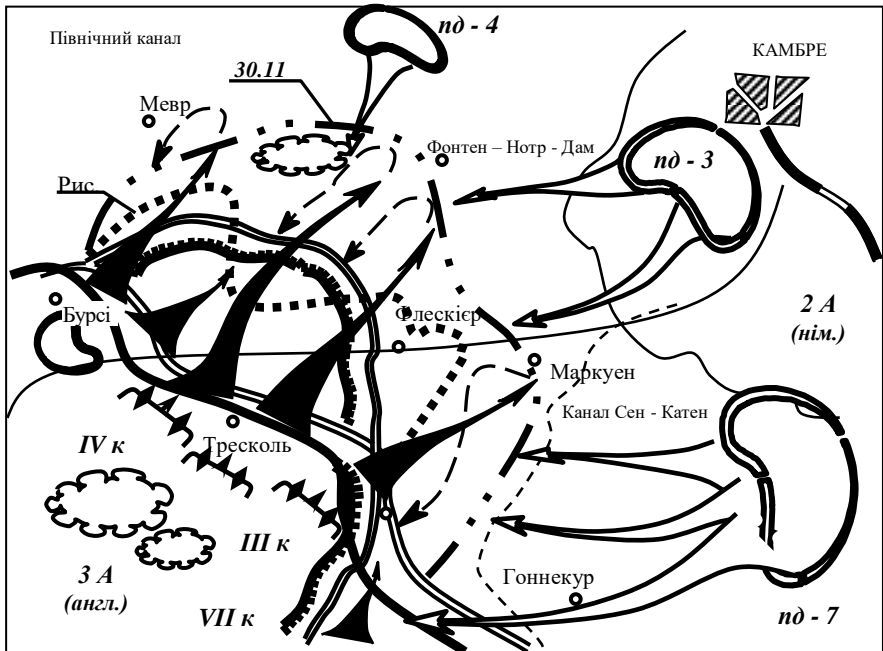 Північний канал
пд - 4
КАМБРЕ
30.11
Мевр
Фонтен – Нотр - Дам
пд - 3
Рис.
Бурсі
Флескієр
2 А
(нім.)
Маркуен
Канал Сен - Катен
Тресколь
IV к
III к
3 А
(англ.)
VII к
Гоннекур
пд - 7